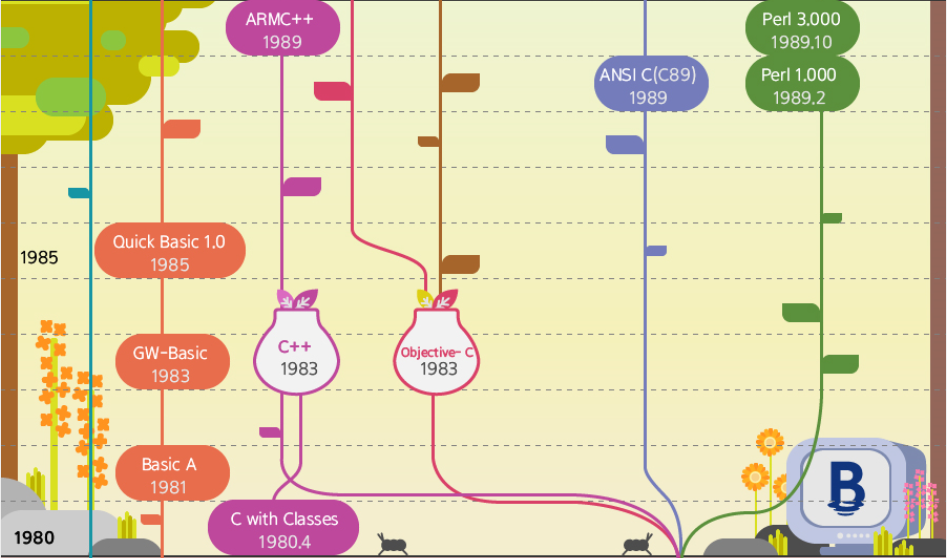 ARMC++
1989
Perl 3,000
1989.10
ANSI C(C89)
1989
Perl 1,000
1989.2
Quick Basic 1.0
1985
1985
GW-Basic
1983
C++
1983
Objective- C
1983
Basic A
1981
B
C with Classes
1980.4
1980